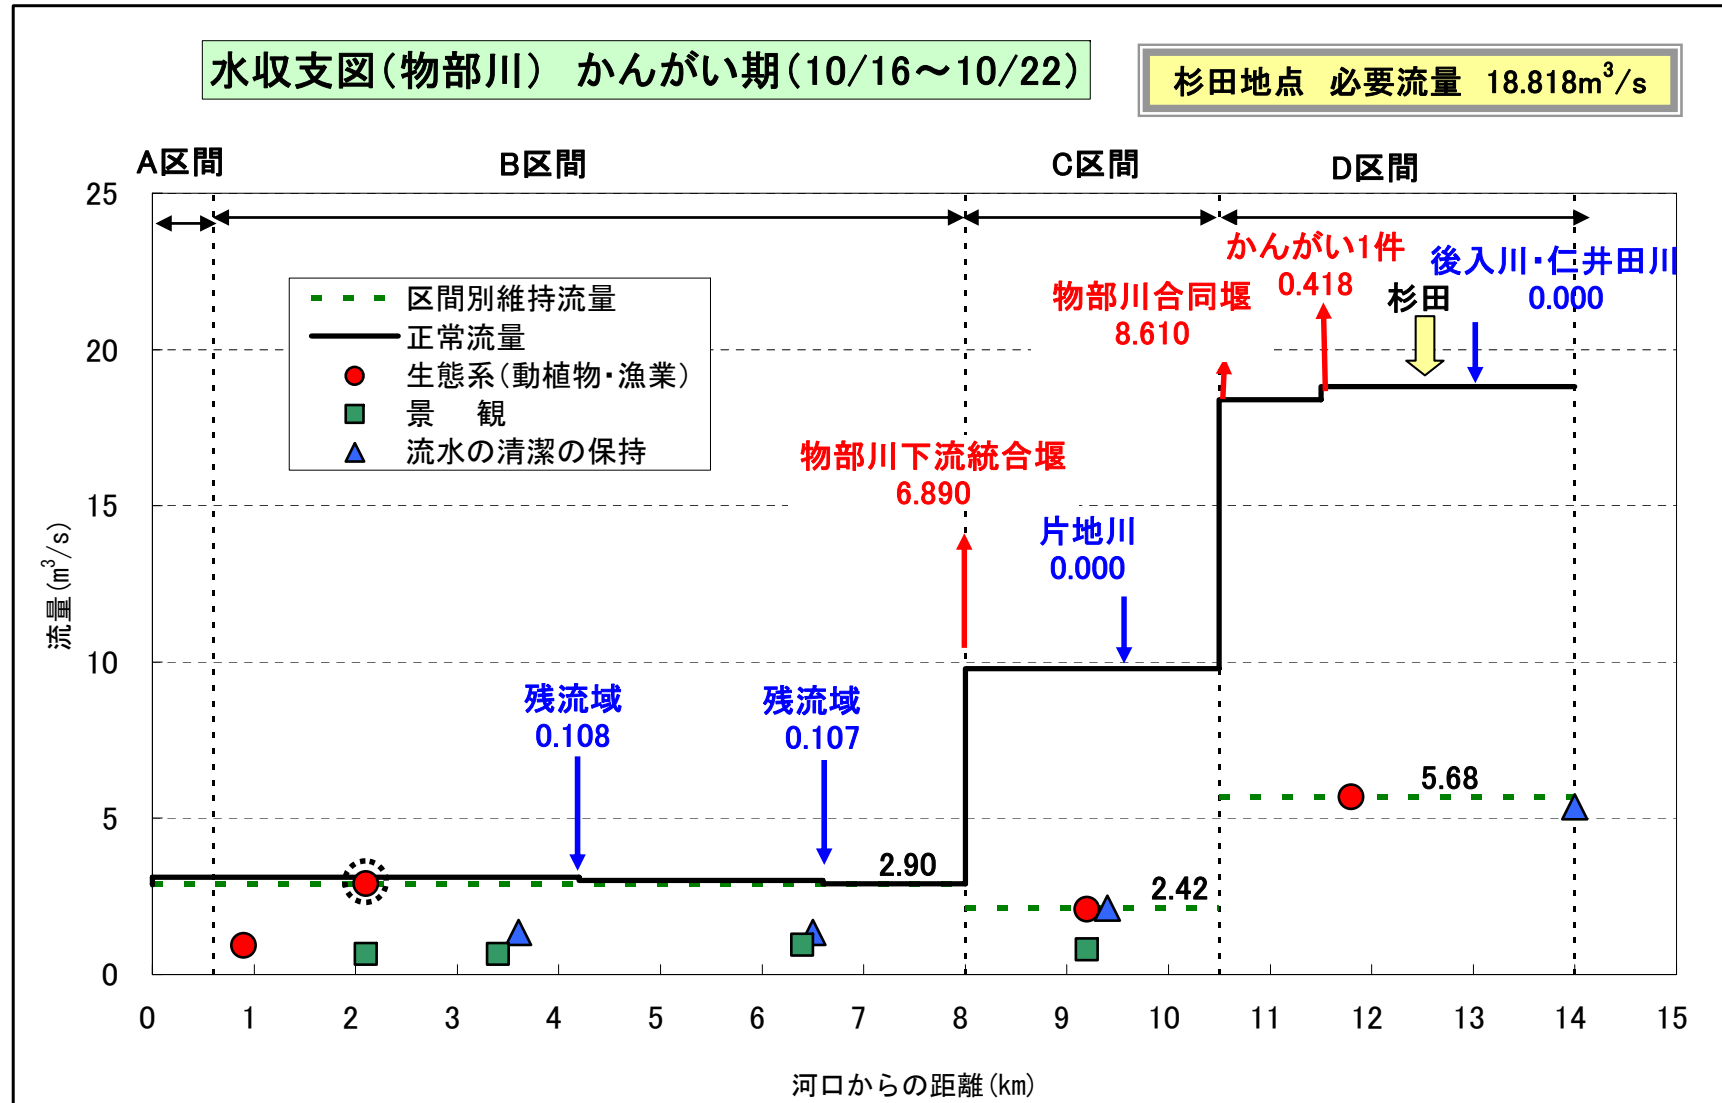 水収支図(物部川) かんがい期(10/16～10/22)
杉田地点 必要流量 18.818m³/s
A区間
B区間
C区間
D区間
かんがい1件
0.418
後入川・仁井田川
0.000
物部川合同堰
8.610
杉田
区間別維持流量
正常流量
生態系(動植物・漁業)
景 観
流水の清潔の保持
物部川下流統合堰
6.890
片地川
0.000
残流域
0.108
残流域
0.107
2.90
2.42
5.68
流量(m³/s)
25
20
15
10
5
0
0 1 2 3 4 5 6 7 8 9 10 11 12 13 14 15
河口からの距離(km)